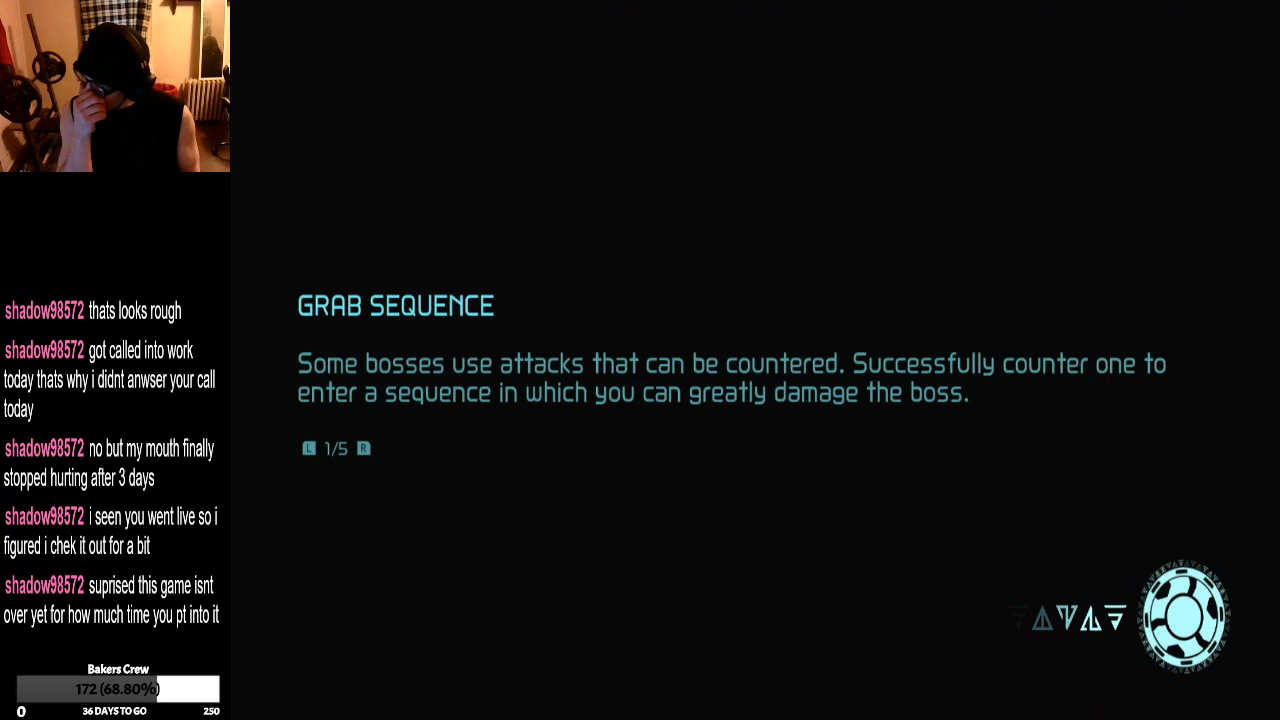 shadow98572 thats looks rough
shadow98572 got called into work
today thats why i didnt anwser your call
today
shadow98572 no but my mouth finally
stopped hurting after 3 days
shadow98572 i seen you went live so i
figured i chek it out for a bit
shadow98572 suprised this game isnt
over yet for how much time you pt into it
Bakers Crew
172 (68.80%)
0 36 DAYS TO GO 250
GRAB SEQUENCE
Some bosses use attacks that can be countered. Successfully counter one to
enter a sequence in which you can greatly damage the boss.
L 1/5 R